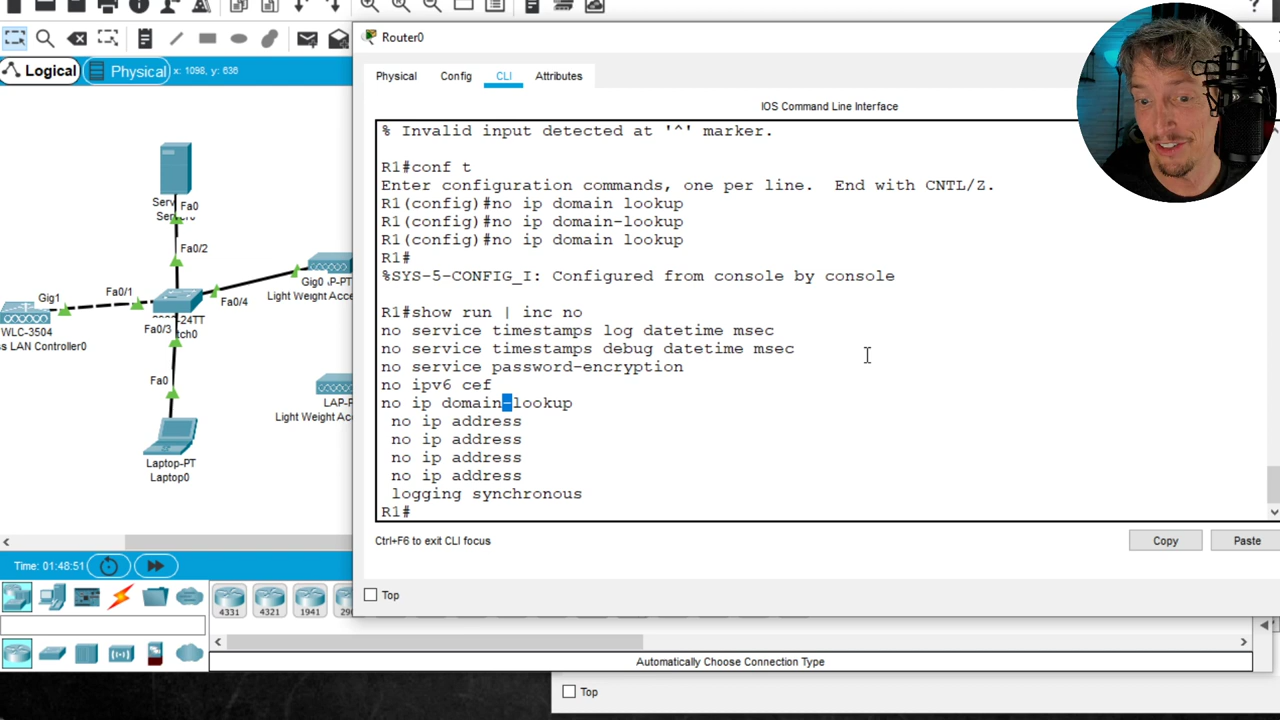 Router0
Logical
Physical
x: 1098, y: 636
Physical
Config
CLI
Attributes
IOS Command Line Interface
% Invalid input detected at '^' marker.
R1#conf t
Enter configuration commands, one per line.  End with CNTL/Z.
R1(config)#no ip domain lookup
R1(config)#no ip domain-lookup
R1(config)#no ip domain lookup
R1#
%SYS-5-CONFIG_I: Configured from console by console
R1#show run | inc no
no service timestamps log datetime msec
no service timestamps debug datetime msec
no service password-encryption
no ipv6 cef
no ip domain-lookup
no ip address
no ip address
no ip address
no ip address
logging synchronous
R1#
Ctrl+F6 to exit CLI focus
Copy
Paste
Top
Fa0
Fa0/2
Gig0
Light Weight Acce
Fa0/4
Gig1
Fa0/1
WLC-3504
ss LAN Controller0
Fa0/3
Fa0
LAP-P
Light Weight Acc
Laptop-PT
Laptop0
Time: 01:48:51
4331
4321
1941
Automatically Choose Connection Type
Top